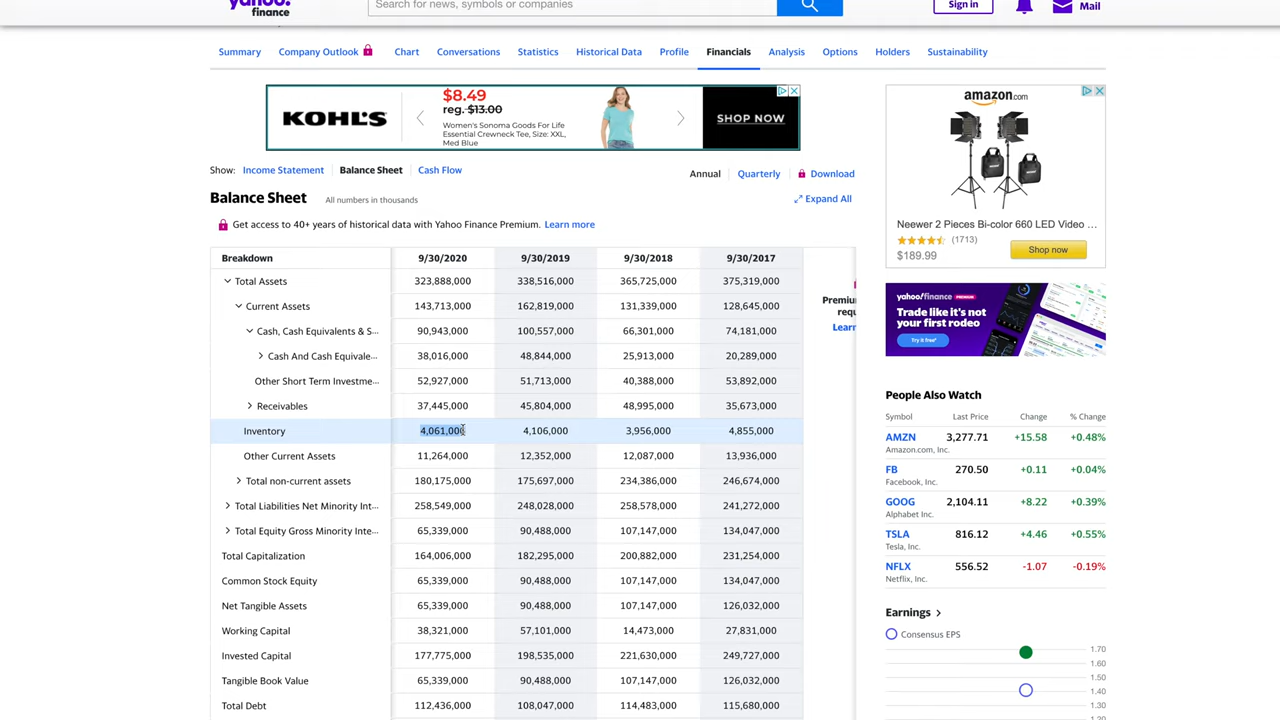 yahoo!
finance
Search for news, symbols or companies
Sign in
Mail
Summary
Company Outlook
Chart
Conversations
Statistics
Historical Data
Profile
Financials
Analysis
Options
Holders
Sustainability
KOHL'S
$8.49
reg. $13.00
Women's Sonoma Goods For Life
Essential Crewneck Tee, Size: XXL,
Med Blue
SHOP NOW
amazon.com
Neewer 2 Pieces Bi-color 660 LED Video ...
(1713)
$189.99
Shop now
Show: Income Statement Balance Sheet Cash Flow
Annual Quarterly Download
Balance Sheet All numbers in thousands
Expand All
Get access to 40+ years of historical data with Yahoo Finance Premium. Learn more
Breakdown 9/30/2020 9/30/2019 9/30/2018 9/30/2017
Total Assets 323,888,000 338,516,000 365,725,000 375,319,000
Current Assets 143,713,000 162,819,000 131,339,000 128,645,000
Cash, Cash Equivalents & S... 90,943,000 100,557,000 66,301,000 74,181,000
Cash And Cash Equivale... 38,016,000 48,844,000 25,913,000 20,289,000
Other Short Term Investme... 52,927,000 51,713,000 40,388,000 53,892,000
Receivables 37,445,000 45,804,000 48,995,000 35,673,000
Inventory 4,061,000 4,106,000 3,956,000 4,855,000
Other Current Assets 11,264,000 12,352,000 12,087,000 13,936,000
Total non-current assets 180,175,000 175,697,000 234,386,000 246,674,000
Total Liabilities Net Minority Int... 258,549,000 248,028,000 258,578,000 241,272,000
Total Equity Gross Minority Inte... 65,339,000 90,488,000 107,147,000 134,047,000
Total Capitalization 164,006,000 182,295,000 200,882,000 231,254,000
Common Stock Equity 65,339,000 90,488,000 107,147,000 134,047,000
Net Tangible Assets 65,339,000 90,488,000 107,147,000 126,032,000
Working Capital 38,321,000 57,101,000 14,473,000 27,831,000
Invested Capital 177,775,000 198,535,000 221,630,000 249,727,000
Tangible Book Value 65,339,000 90,488,000 107,147,000 126,032,000
Total Debt 112,436,000 108,047,000 114,483,000 115,680,000
Premiu
requ
Learn
yahoo!finance PREMIUM
Trade like it's not
your first rodeo
Try it free*
People Also Watch
Symbol Last Price Change % Change
AMZN 3,277.71 +15.58 +0.48%
Amazon.com, Inc.
FB 270.50 +0.11 +0.04%
Facebook, Inc.
GOOG 2,104.11 +8.22 +0.39%
Alphabet Inc.
TSLA 816.12 +4.46 +0.55%
Tesla, Inc.
NFLX 556.52 -1.07 -0.19%
Netflix, Inc.
Earnings
Consensus EPS
1.70
1.60
1.50
1.40
1.30
1.20